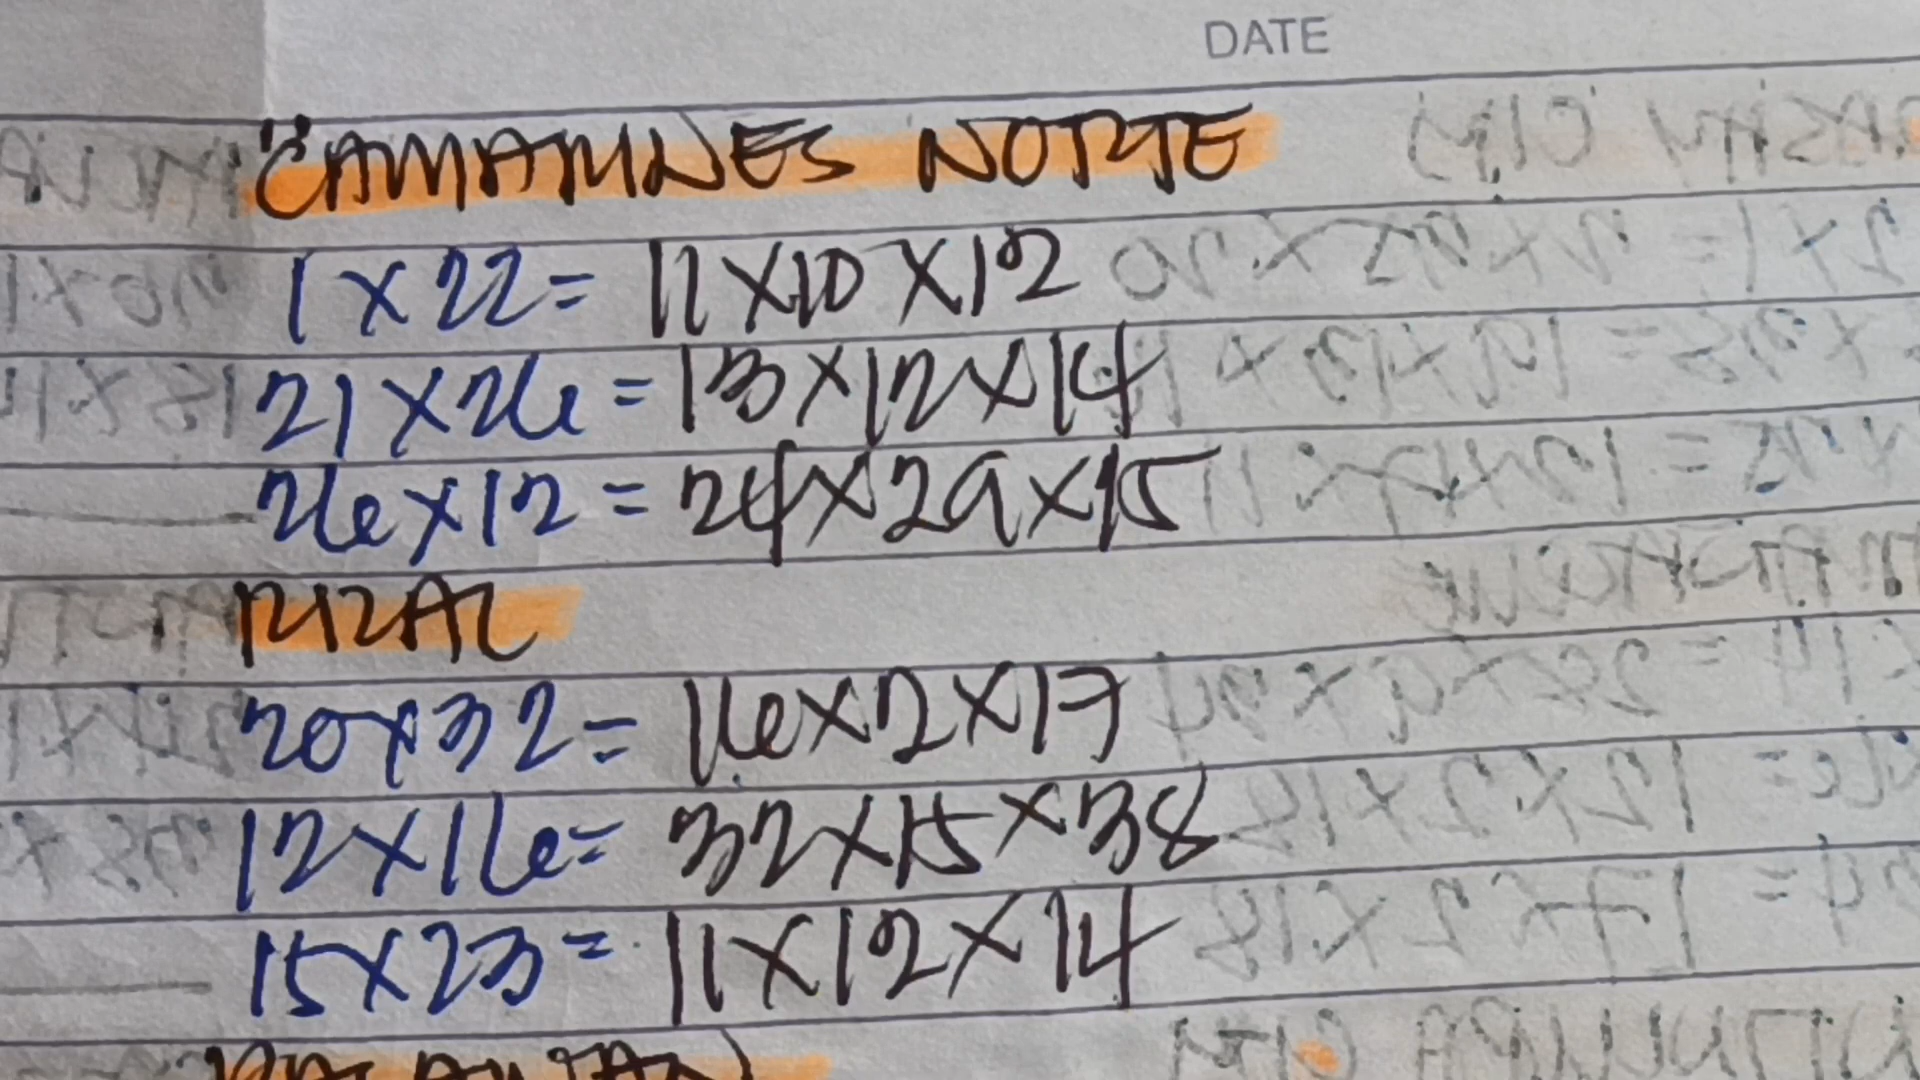 DATE
"CAMARINES NORTE
1 X 22 = 11 X 10 X 12
21 X 26 = 13 X 12 X 14
26 X 12 = 24 X 29 X 15
RIZAL
20 X 32 = 16 X 2 X 17
12 X 16 = 32 X 15 X 38
15 X 23 = 11 X 12 X 14